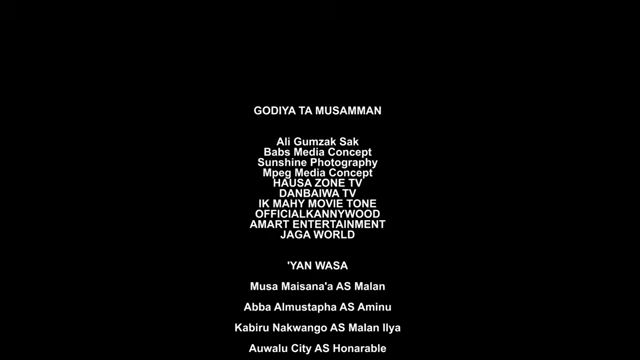 GODIYA TA MUSAMMAN
Ali Gumzak Sak
Babs Media Concept
Sunshine Photography
Mpeg Media Concept
HAUSA ZONE TV
DANBAIWA TV
IK MAHY MOVIE TONE
OFFICIALKANNYWOOD
AMART ENTERTAINMENT
JAGA WORLD
'YAN WASA
Musa Maisana'a AS Malan
Abba Almustapha AS Aminu
Kabiru Nakwango AS Malan Ilya
Auwalu City AS Honarable